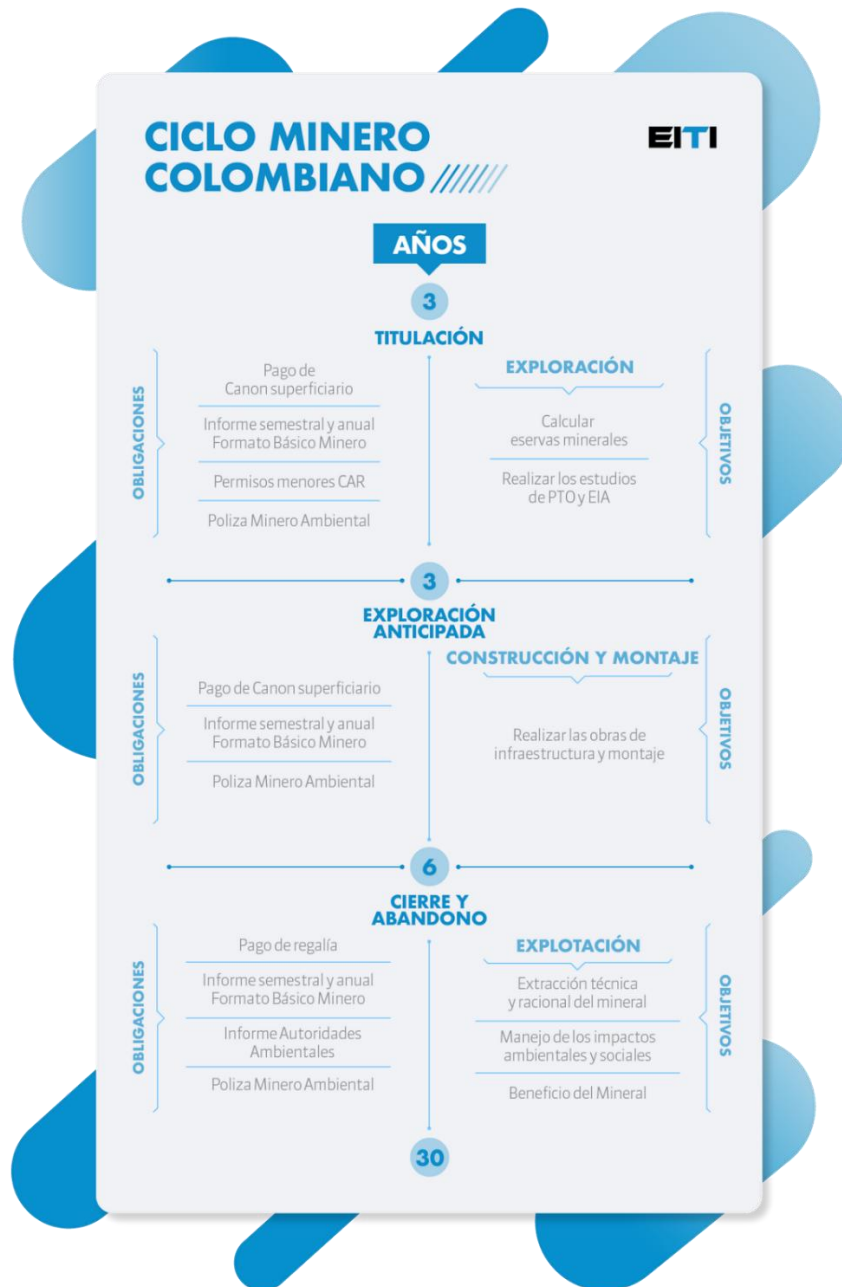 CICLO MINERO
COLOMBIANO
EITI
AÑOS
3
TITULACIÓN
OBLIGACIONES
Pago de
Canon superficiario
Informe semestral y anual
Formato Básico Minero
Permisos menores CAR
Poliza Minero Ambiental
EXPLORACIÓN
Calcular
eservas minerales
Realizar los estudios
de PTO y EIA
OBJETIVOS
3
EXPLORACIÓN
ANTICIPADA
OBLIGACIONES
Pago de Canon superficiario
Informe semestral y anual
Formato Básico Minero
Poliza Minero Ambiental
CONSTRUCCIÓN Y MONTAJE
Realizar las obras de
infraestructura y montaje
OBJETIVOS
6
CIERRE Y
ABANDONO
OBLIGACIONES
Pago de regalía
Informe semestral y anual
Formato Básico Minero
Informe Autoridades
Ambientales
Poliza Minero Ambiental
EXPLOTACIÓN
Extracción técnica
y racional del mineral
Manejo de los impactos
ambientales y sociales
Beneficio del Mineral
OBJETIVOS
30